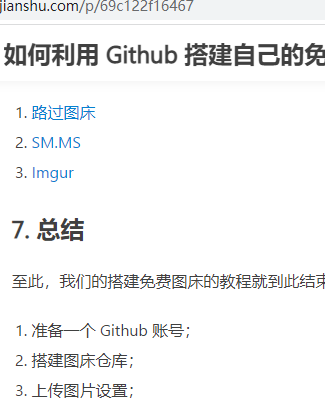 jianshu.com/p/69c122f16467
如何利用 Github 搭建自己的免
1. 路过图床
2. SM.MS
3. Imgur
7. 总结
至此，我们的搭建免费图床的教程就到此结束
1. 准备一个 Github 账号；
2. 搭建图床仓库；
3. 上传图片设置；